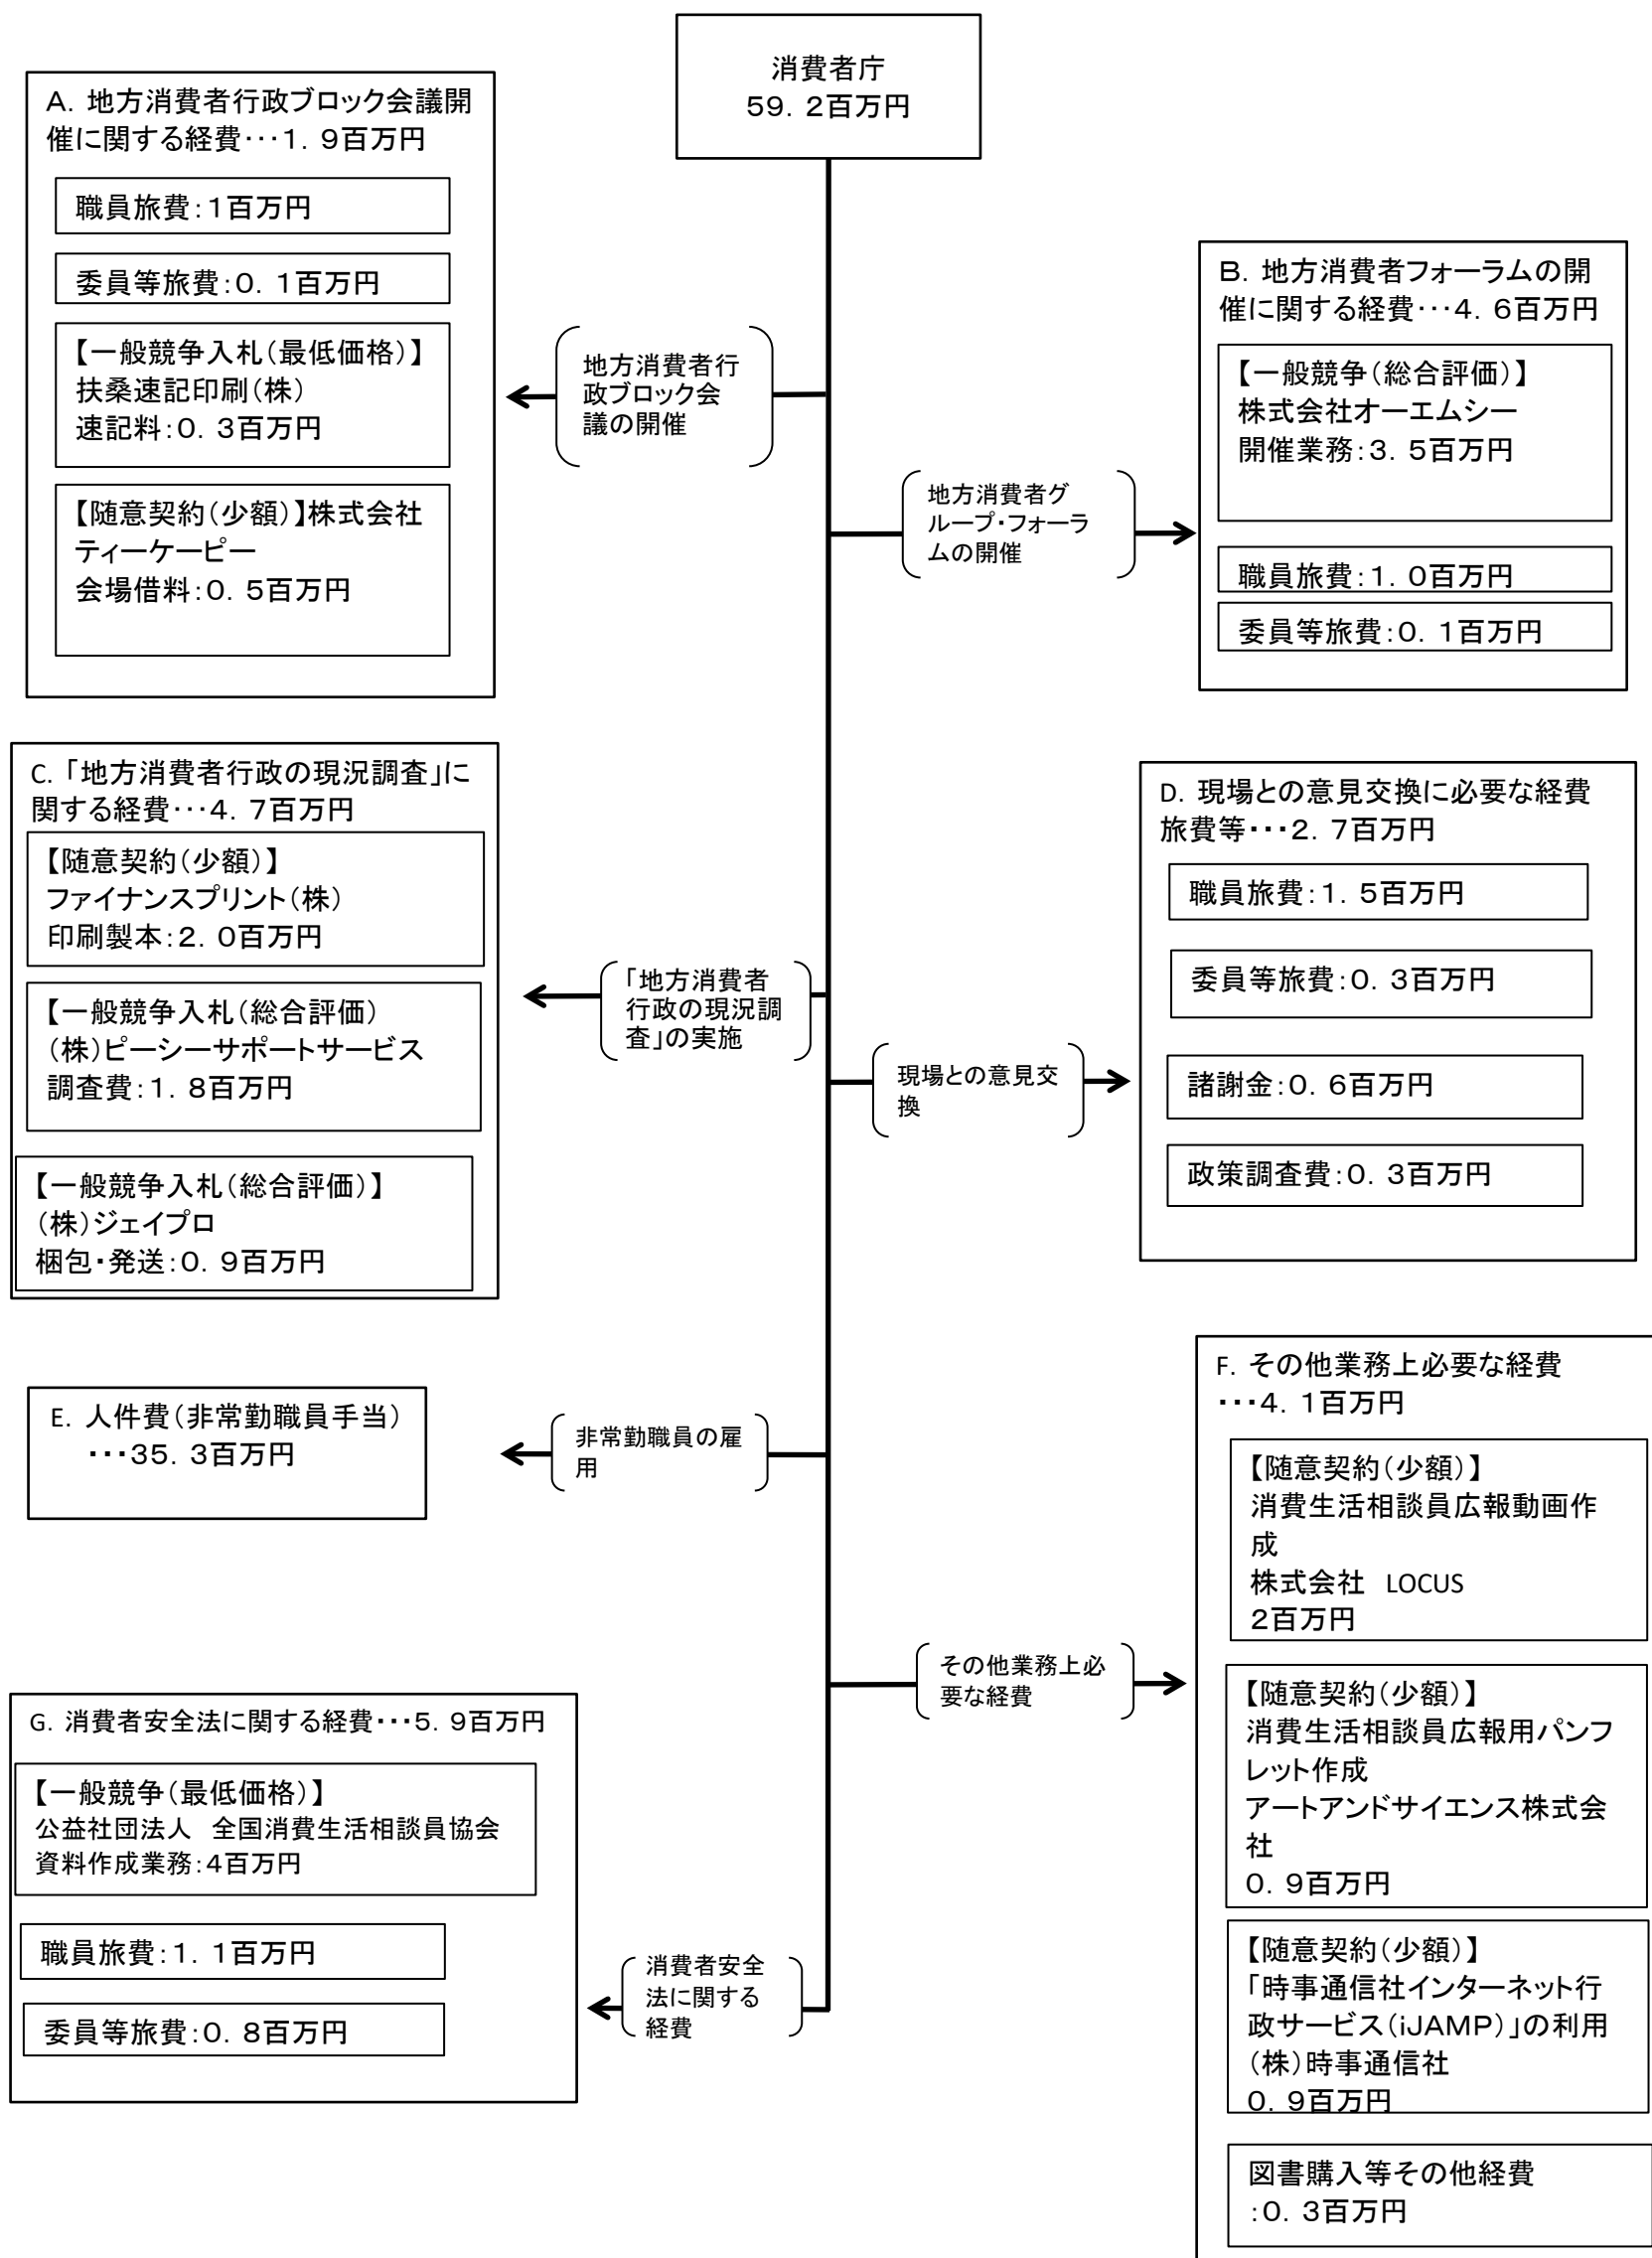 消費者庁
59．2百万円
A．地方消費者行政ブロック会議開
催に関する経費・・・1．9百万円
職員旅費：1百万円
委員等旅費：0．1百万円
【一般競争入札（最低価格）】
扶桑速記印刷（株）
速記料：0．3百万円
【随意契約（少額）】株式会社
ティーケーピー
会場借料：0．5百万円
地方消費者行
政ブロック会
議の開催
B．地方消費者フォーラムの開
催に関する経費・・・4．6百万円
【一般競争（総合評価）】
株式会社オーエムシー
開催業務：3．5百万円
職員旅費：1．0百万円
委員等旅費：0．1百万円
地方消費者グ
ループ・フォーラ
ムの開催
C．「地方消費者行政の現況調査」に
関する経費・・・4．7百万円
【随意契約（少額）】
ファイナンスプリント（株）
印刷製本：2．0百万円
【一般競争入札（総合評価）
（株）ピーシーサポートサービス
調査費：1．8百万円
【一般競争入札（総合評価）】
（株）ジェイプロ
梱包・発送：0．9百万円
「地方消費者
行政の現況調
査」の実施
D．現場との意見交換に必要な経費
旅費等・・・2．7百万円
職員旅費：1．5百万円
委員等旅費：0．3百万円
諸謝金：0．6百万円
政策調査費：0．3百万円
現場との意見交
換
E．人件費（非常勤職員手当）
・・・35．3百万円
非常勤職員の雇
用
F．その他業務上必要な経費
・・・4．1百万円
【随意契約（少額）】
消費生活相談員広報動画作
成
株式会社　LOCUS
2百万円
【随意契約（少額）】
消費生活相談員広報用パンフ
レット作成
アートアンドサイエンス株式会
社
0．9百万円
【随意契約（少額）】
「時事通信社インターネット行
政サービス（iJAMP）」の利用
（株）時事通信社
0．9百万円
図書購入等その他経費
：0．3百万円
その他業務上必
要な経費
G．消費者安全法に関する経費・・・5．9百万円
【一般競争（最低価格）】
公益社団法人　全国消費生活相談員協会
資料作成業務：4百万円
職員旅費：1．1百万円
委員等旅費：0．8百万円
消費者安全
法に関する
経費